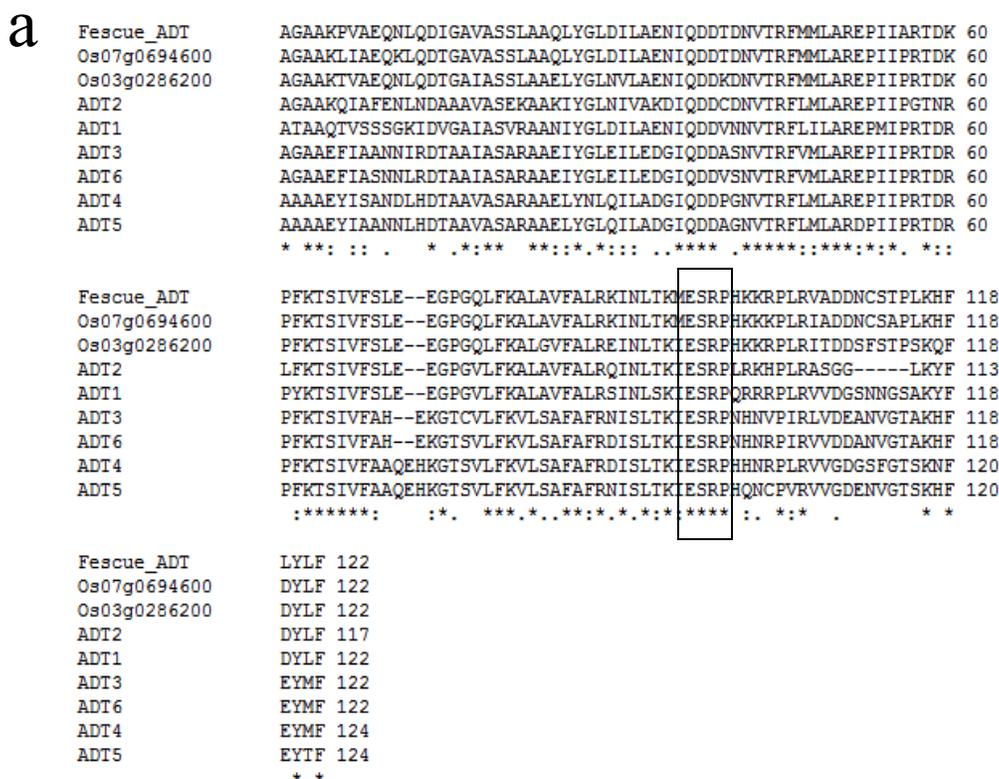 a
Fescue_ADT AGAAKPVAEQNLQDIGAVASSLAAQLYGLDILAENIQDDTDNVTRFMMLAREPIIARTDK 60
Os07g0694600 AGAAKLIAEQKLQDTGAVASSLAAQLYGLDILAENIQDDTDNVTRFMMLAREPIIPRTDK 60
Os03g0286200 AGAAKTVAEQNLQDTGAIASSLAAELYGLNVLAENIQDDKDNVTRFMMLAREPIIPRTDK 60
ADT2 AGAAKQIAFENLNDAAAVASEKAAKIYGLNIVAKDIQDDCDNVTRFLMLAREPIIPGTNR 60
ADT1 ATAAQTVSSSGKIDVGAIASVRAANIYGLDILAENIQDDVNNVTRFLILAREPMIPRTDR 60
ADT3 AGAAEFIAANNIRDTAAIASARAAEIYGLEILEDGIQDDASNVTRFVMLAREPIIPRTDR 60
ADT6 AGAAEFIASNNLRDTAAIASARAAEIYGLEILEDGIQDDVSNVTRFVMLAREPIIPRTDR 60
ADT4 AAAAEYISANDLHDTAAVASARAAELYNLQILADGIQDDPGNVTRFLMLAREPIIPRTDR 60
ADT5 AAAAEYIAANNLHDTAAVASARAAELYGLQILADGIQDDAGNVTRFLMLARDPIIPRTDR 60
* **: :: . * .*:** **::*.*::: ..**** .*****::***:*:*. *::
Fescue_ADT PFKTSIVFSLE--EGPGQLFKALAVFALRKINLTKMESRPHKKRPLRVADDNCSTPLKHF 118
Os07g0694600 PFKTSIVFSLE--EGPGQLFKALAVFALRKINLTKMESRPHKKKPLRIADDNCSAPLKHF 118
Os03g0286200 PFKTSIVFSLE--EGPGQLFKALGVFALREINLTKIESRPHKKRPLRITDDSFSTPSKQF 118
ADT2 LFKTSIVFSLE--EGPGVLFKALAVFALRQINLTKIESRPLRKHPLRASGG-----LKYF 113
ADT1 PYKTSIVFSLE--EGPGVLFKALAVFALRSINLSKIESRPQRRRPLRVVDGSNNGSAKYF 118
ADT3 PFKTSIVFAH--EKGTCVLFKVLSAFAFRNISLTKIESRPNHNVPIRLVDEANVGTAKHF 118
ADT6 PFKTSIVFAH--EKGTSVLFKVLSAFAFRDISLTKIESRPNHNRPIRVVDDANVGTAKHF 118
ADT4 PFKTSIVFAAQEHKGTSVLFKVLSAFAFRDISLTKIESRPHHNRPLRVVGDGSFGTSKNF 120
ADT5 PFKTSIVFAAQEHKGTSVLFKVLSAFAFRNISLTKIESRPHQNCPVRVVGDENVGTSKHF 120
:******: :*. ***.*..**:*.*.*:*:**** :. *:* . * *
Fescue_ADT LYLF 122
Os07g0694600 DYLF 122
Os03g0286200 DYLF 122
ADT2 DYLF 117
ADT1 DYLF 122
ADT3 EYMF 122
ADT6 EYMF 122
ADT4 EYMF 124
ADT5 EYTF 124
* *